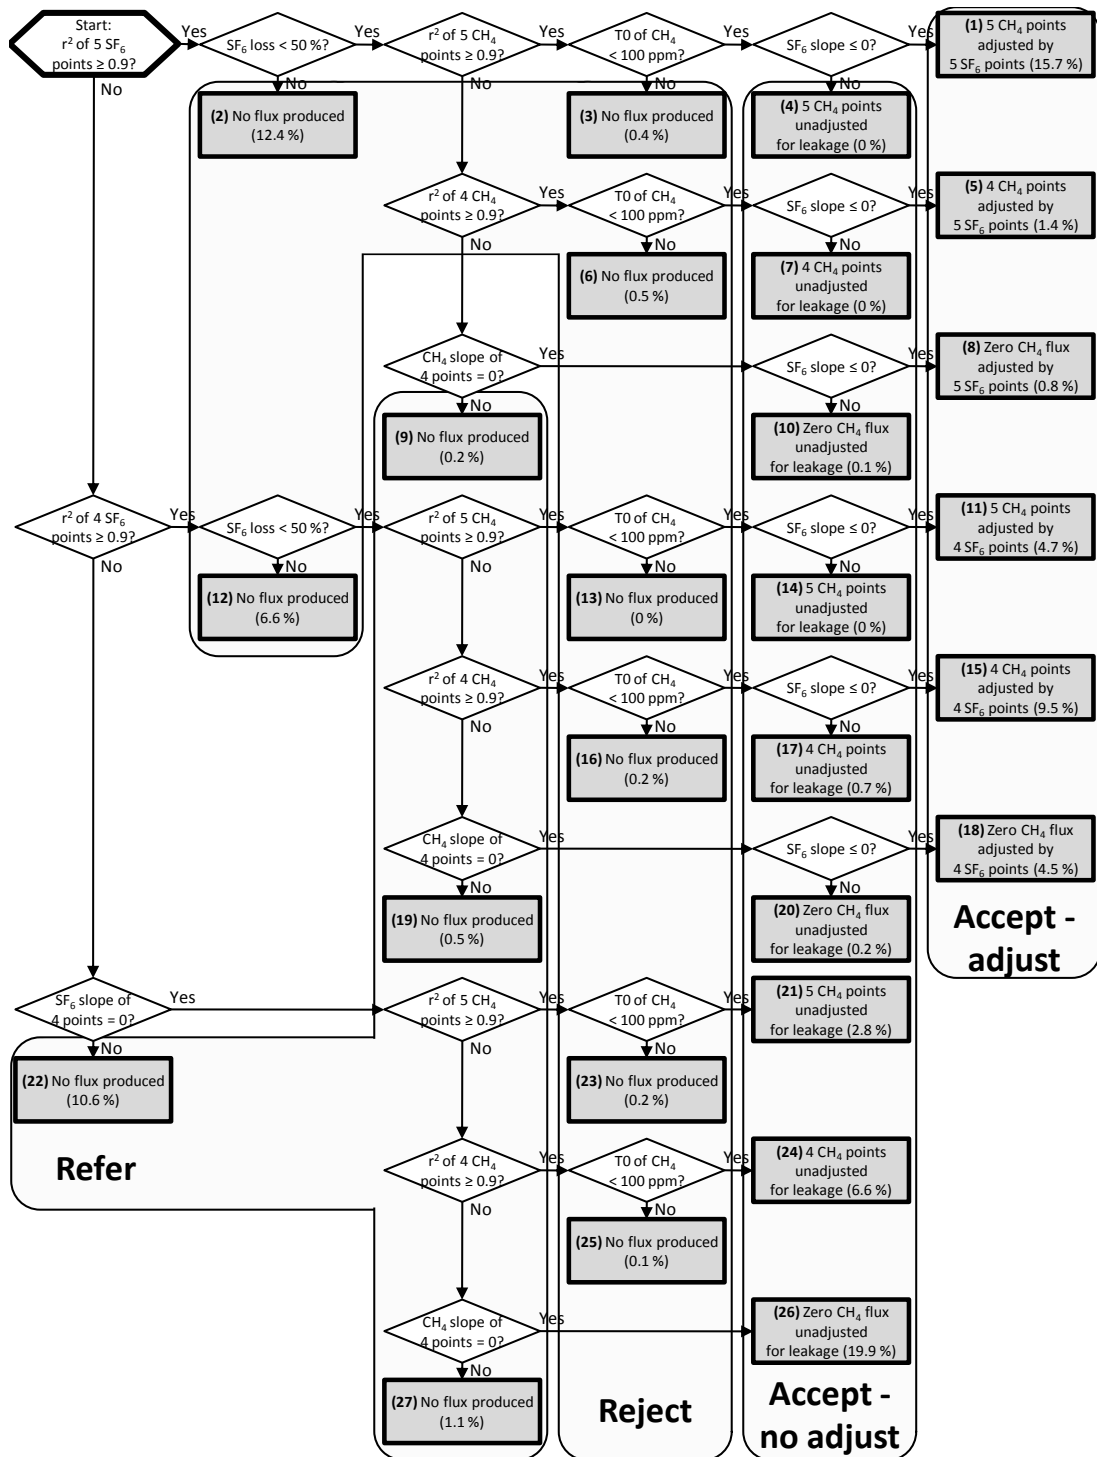 Start:
r² of 5 SF₆
points ≥ 0.9?
Yes
SF₆ loss < 50 %?
Yes
r² of 5 CH₄
points ≥ 0.9?
Yes
T0 of CH₄
< 100 ppm?
Yes
SF₆ slope ≤ 0?
Yes
(1) 5 CH₄ points
adjusted by
5 SF₆ points (15.7 %)
No
No
No
No
No
(2) No flux produced
(12.4 %)
(3) No flux produced
(0.4 %)
(4) 5 CH₄ points
unadjusted
for leakage (0 %)
r² of 4 CH₄
points ≥ 0.9?
Yes
T0 of CH₄
< 100 ppm?
Yes
SF₆ slope ≤ 0?
Yes
(5) 4 CH₄ points
adjusted by
5 SF₆ points (1.4 %)
No
No
No
(6) No flux produced
(0.5 %)
(7) 4 CH₄ points
unadjusted
for leakage (0 %)
CH₄ slope of
4 points = 0?
Yes
SF₆ slope ≤ 0?
Yes
(8) Zero CH₄ flux
adjusted by
5 SF₆ points (0.8 %)
No
No
(9) No flux produced
(0.2 %)
(10) Zero CH₄ flux
unadjusted
for leakage (0.1 %)
r² of 4 SF₆
points ≥ 0.9?
Yes
SF₆ loss < 50 %?
Yes
r² of 5 CH₄
points ≥ 0.9?
Yes
T0 of CH₄
< 100 ppm?
Yes
SF₆ slope ≤ 0?
Yes
(11) 5 CH₄ points
adjusted by
4 SF₆ points (4.7 %)
No
No
No
No
No
(12) No flux produced
(6.6 %)
(13) No flux produced
(0 %)
(14) 5 CH₄ points
unadjusted
for leakage (0 %)
r² of 4 CH₄
points ≥ 0.9?
Yes
T0 of CH₄
< 100 ppm?
Yes
SF₆ slope ≤ 0?
Yes
(15) 4 CH₄ points
adjusted by
4 SF₆ points (9.5 %)
No
No
No
(16) No flux produced
(0.2 %)
(17) 4 CH₄ points
unadjusted
for leakage (0.7 %)
CH₄ slope of
4 points = 0?
Yes
SF₆ slope ≤ 0?
Yes
(18) Zero CH₄ flux
adjusted by
4 SF₆ points (4.5 %)
No
No
(19) No flux produced
(0.5 %)
(20) Zero CH₄ flux
unadjusted
for leakage (0.2 %)
Accept -
adjust
SF₆ slope of
4 points = 0?
Yes
r² of 5 CH₄
points ≥ 0.9?
Yes
T0 of CH₄
< 100 ppm?
Yes
(21) 5 CH₄ points
unadjusted
for leakage (2.8 %)
No
No
No
(22) No flux produced
(10.6 %)
(23) No flux produced
(0.2 %)
Refer
r² of 4 CH₄
points ≥ 0.9?
Yes
T0 of CH₄
< 100 ppm?
Yes
(24) 4 CH₄ points
unadjusted
for leakage (6.6 %)
No
No
(25) No flux produced
(0.1 %)
CH₄ slope of
4 points = 0?
Yes
(26) Zero CH₄ flux
unadjusted
for leakage (19.9 %)
No
(27) No flux produced
(1.1 %)
Reject
Accept -
no adjust